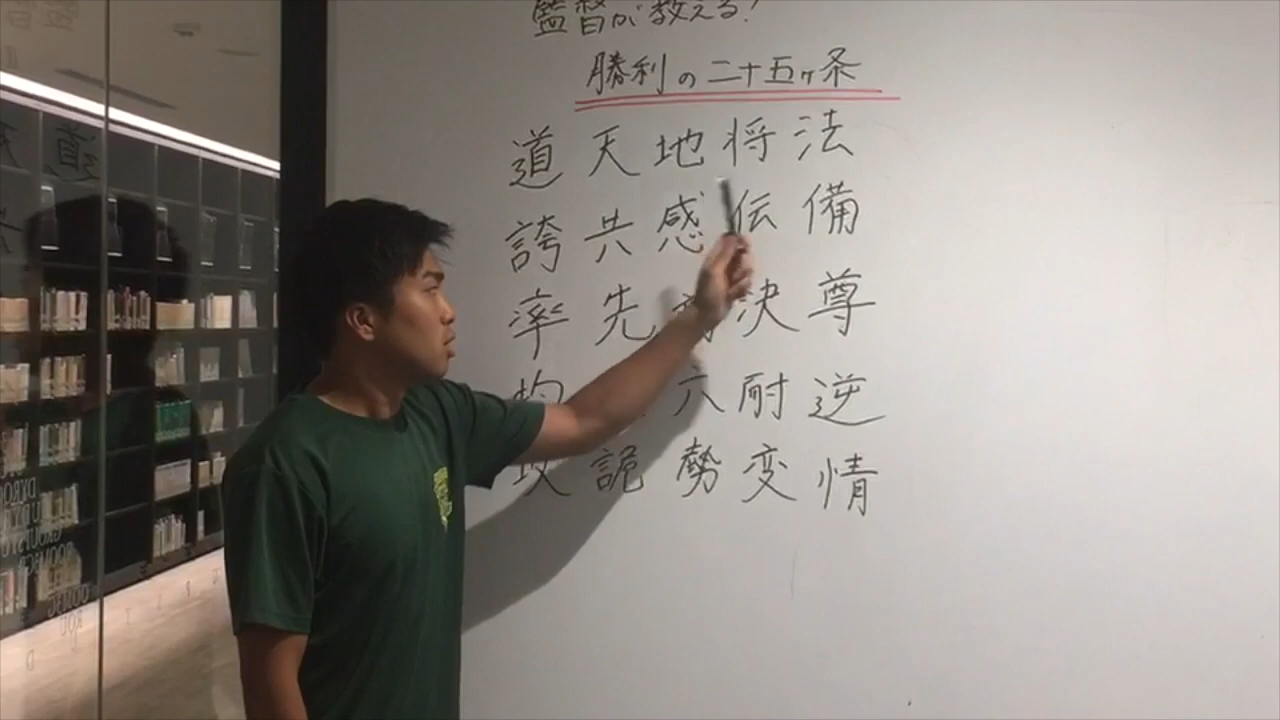 監督が教える！
勝利の二十五ヶ条
道天地将法
誇共感伝備
率先決尊
均六耐逆
攻詭勢変情